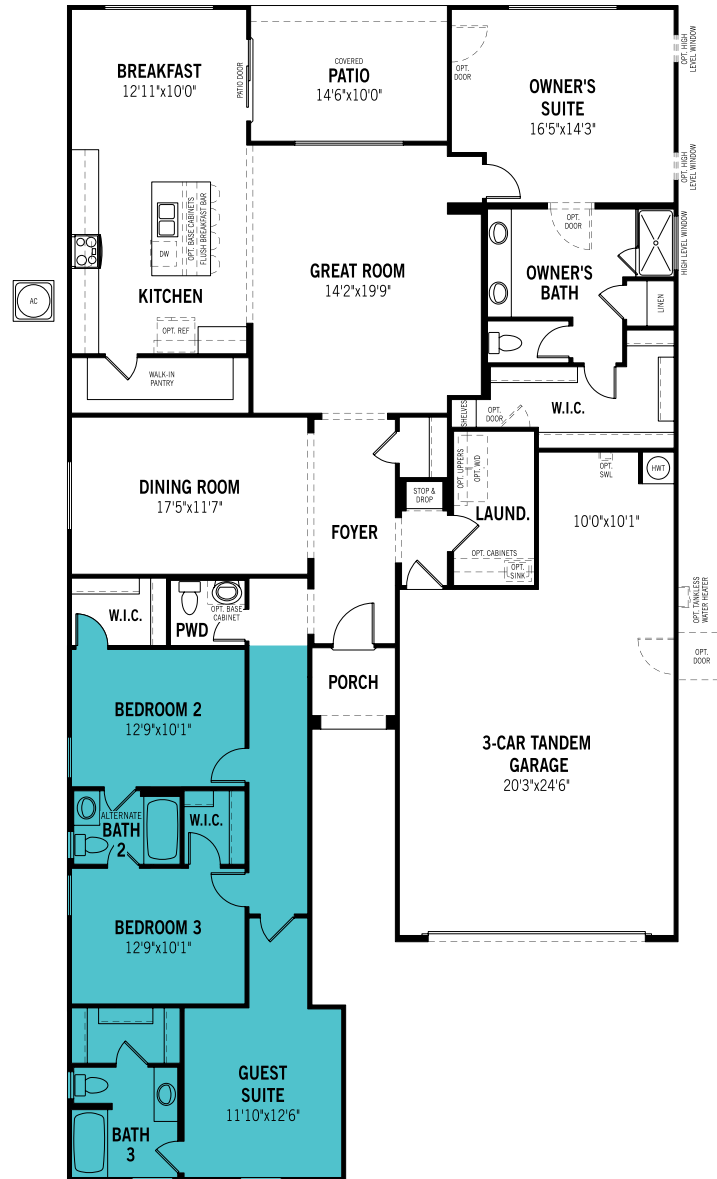 BREAKFAST
12'11"x10'0"
PATIO DOOR
COVERED
PATIO
14'6"x10'0"
OPT.
DOOR
OWNER'S
SUITE
16'5"x14'3"
OPT. HIGH
LEVEL WINDOW
OPT. HIGH
LEVEL WINDOW
DW
OPT. BASE CABINETS
FLUSH BREAKFAST BAR
KITCHEN
OPT. REF
AC
GREAT ROOM
14'2"x19'9"
OPT.
DOOR
OWNER'S
BATH
HIGH LEVEL WINDOW
LINEN
WALK-IN
PANTRY
SHELVES
OPT.
DOOR
W.I.C.
DINING ROOM
17'5"x11'7"
FOYER
STOP &
DROP
OPT. UPPERS
OPT. W/D
LAUND.
OPT. CABINETS
OPT.
SINK
OPT.
SWL
HWT
10'0"x10'1"
OPT. TANKLESS
WATER HEATER
OPT.
DOOR
W.I.C.
PWD
OPT. BASE
CABINET
PORCH
BEDROOM 2
12'9"x10'1"
3-CAR TANDEM
GARAGE
20'3"x24'6"
ALTERNATE
BATH
2
W.I.C.
BEDROOM 3
12'9"x10'1"
GUEST
SUITE
11'10"x12'6"
BATH
3